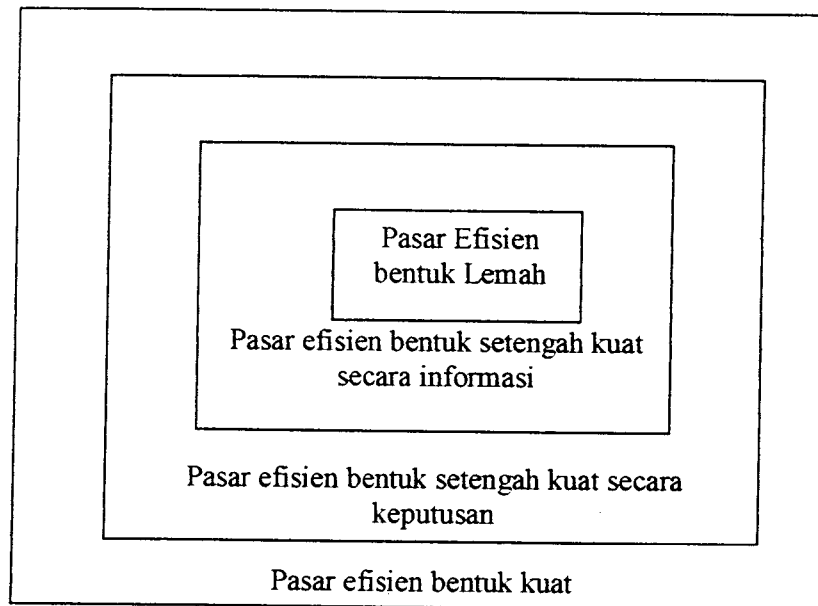 Pasar Efisien
bentuk Lemah
Pasar efisien bentuk setengah kuat
secara informasi
Pasar efisien bentuk setengah kuat secara
keputusan
Pasar efisien bentuk kuat